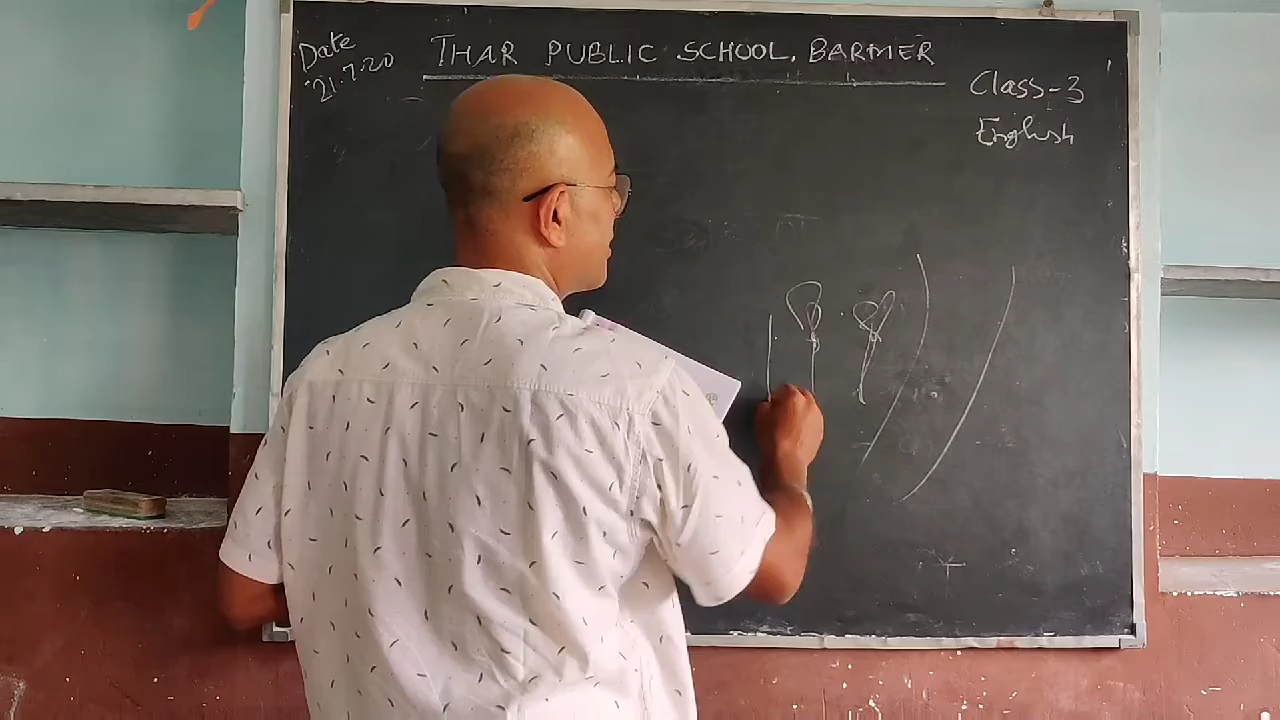 Date
21.7.20
THAR PUBLIC SCHOOL, BARMER
Class-3
English